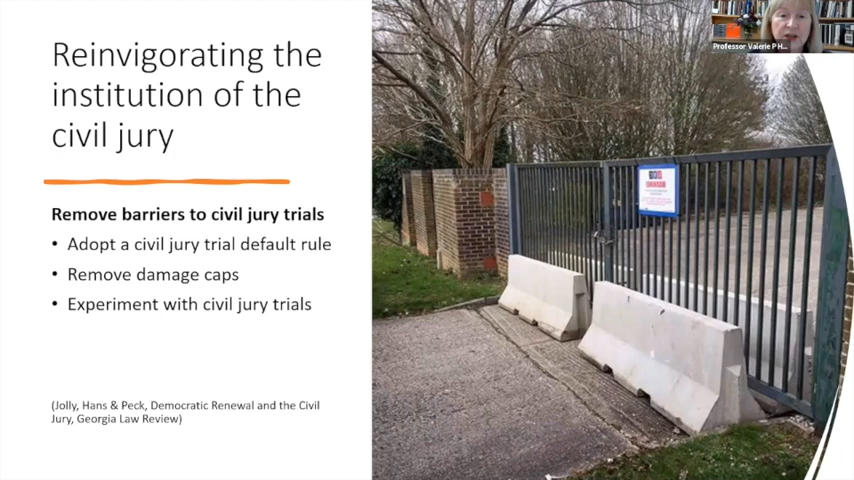 Reinvigorating the
institution of the
civil jury
Remove barriers to civil jury trials
• Adopt a civil jury trial default rule
• Remove damage caps
• Experiment with civil jury trials
(Jolly, Hans & Peck, Democratic Renewal and the Civil
Jury, Georgia Law Review)
Professor Valerie P H...